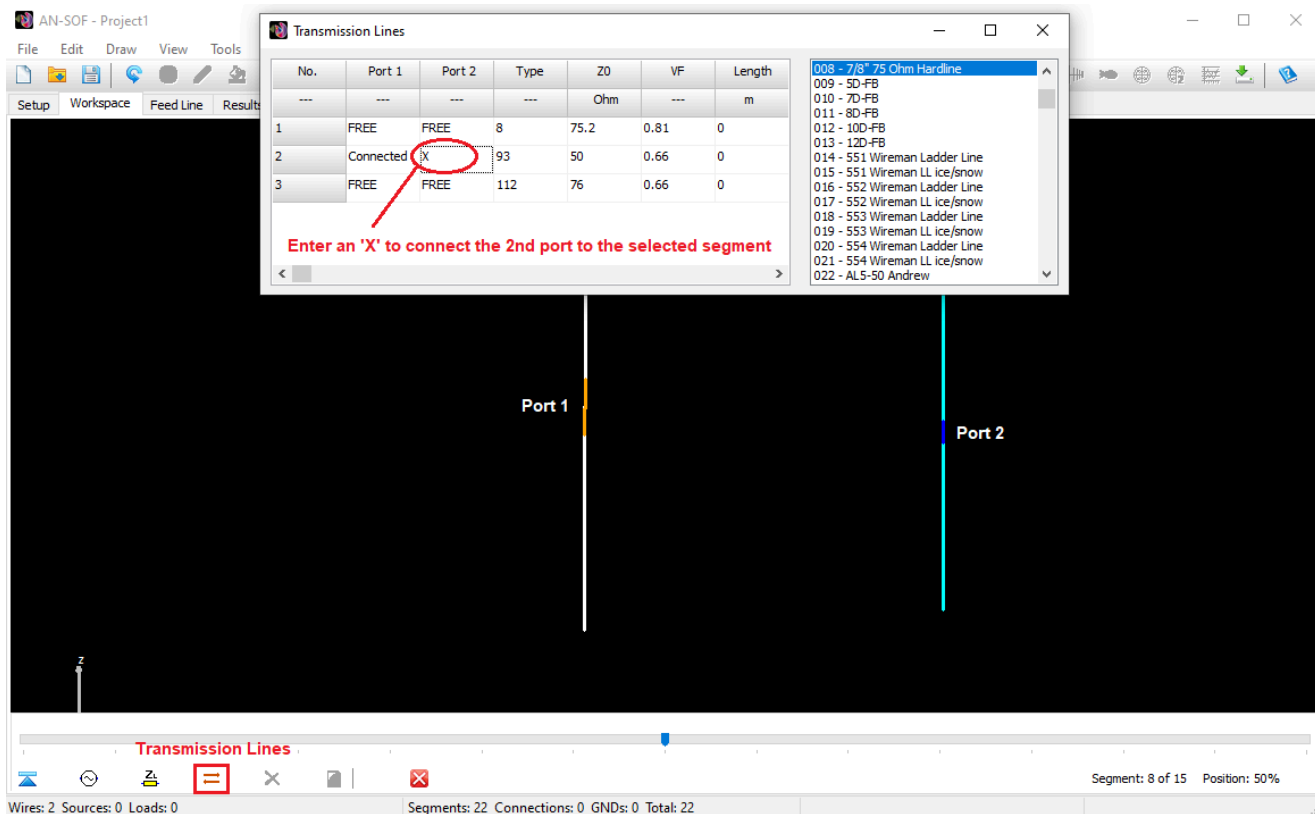 AN-SOF - Project1
File Edit Draw View Tools
Setup Workspace Feed Line Results
Transmission Lines
No. Port 1 Port 2 Type Z0 VF Length
--- --- --- --- Ohm --- m
1 FREE FREE 8 75.2 0.81 0
2 Connected X 93 50 0.66 0
3 FREE FREE 112 76 0.66 0
Enter an 'X' to connect the 2nd port to the selected segment
008 - 7/8" 75 Ohm Hardline
009 - 5D-FB
010 - 7D-FB
011 - 8D-FB
012 - 10D-FB
013 - 12D-FB
014 - 551 Wireman Ladder Line
015 - 551 Wireman LL ice/snow
016 - 552 Wireman Ladder Line
017 - 552 Wireman LL ice/snow
018 - 553 Wireman Ladder Line
019 - 553 Wireman LL ice/snow
020 - 554 Wireman Ladder Line
021 - 554 Wireman LL ice/snow
022 - AL5-50 Andrew
Port 1
Port 2
z
Transmission Lines
ZL
Segment: 8 of 15 Position: 50%
Wires: 2 Sources: 0 Loads: 0 Segments: 22 Connections: 0 GNDs: 0 Total: 22